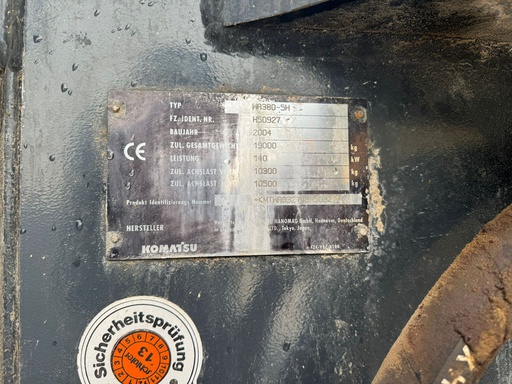 TYP WA380-5H
FZ.IDENT. NR. H50927
BAUJAHR 2004
ZUL. GESAMTGEWICHT 19000 kg
LEISTUNG 140 kW
ZUL. ACHSLAST 10300 kg
ZUL. ACHSLAST 10500 kg
Produkt Identifizierungs Nummer
CE
HANOMAG GmbH, Hannover, Deutschland
HERSTELLER LTD., Tokyo, Japan
KOMATSU
Sicherheitsprüfung
13